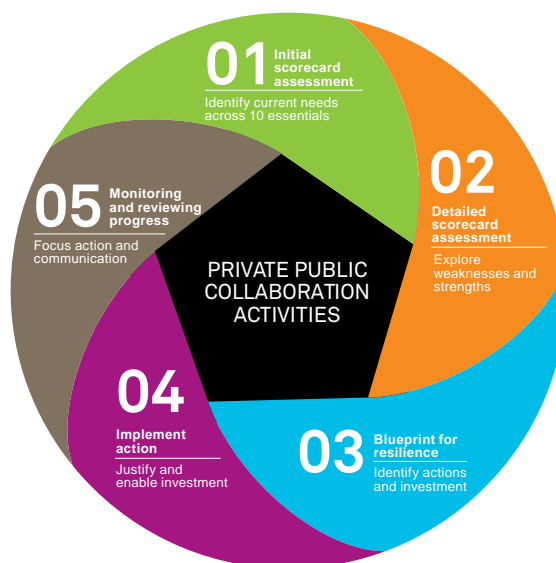 01
Initial
scorecard
assessment
Identify current needs
across 10 essentials
02
Detailed
scorecard
assessment
Explore
weaknesses and
strengths
03
Blueprint for
resilience
Identify actions
and investment
04
Implement
action
Justify and
enable investment
05
Monitoring
and reviewing
progress
Focus action and
communication
PRIVATE PUBLIC
COLLABORATION
ACTIVITIES